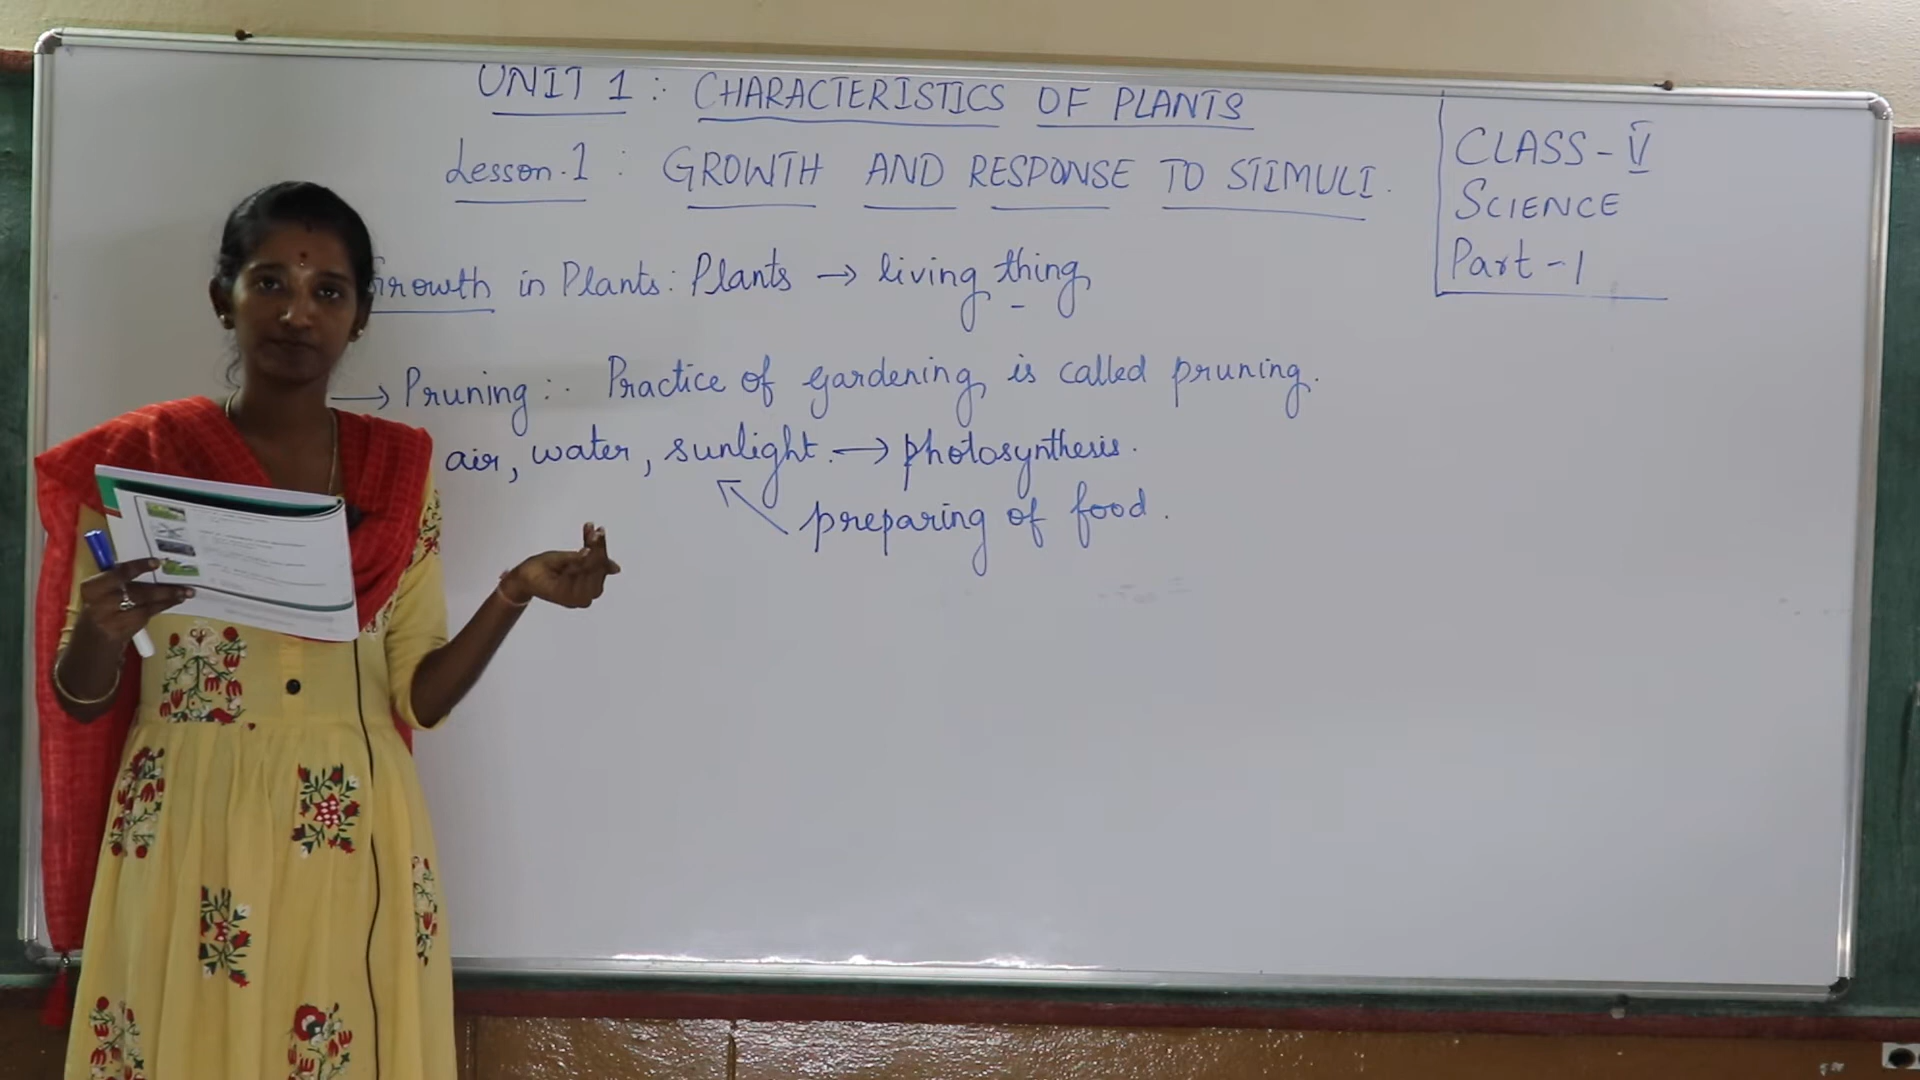 UNIT 1 : CHARACTERISTICS OF PLANTS
Lesson.1 : GROWTH AND RESPONSE TO STIMULI.
CLASS - V
SCIENCE
Part - 1
Growth in Plants : Plants → living thing
→ Pruning :. Practice of gardening is called pruning.
air, water, sunlight. → photosynthesis.
preparing of food.